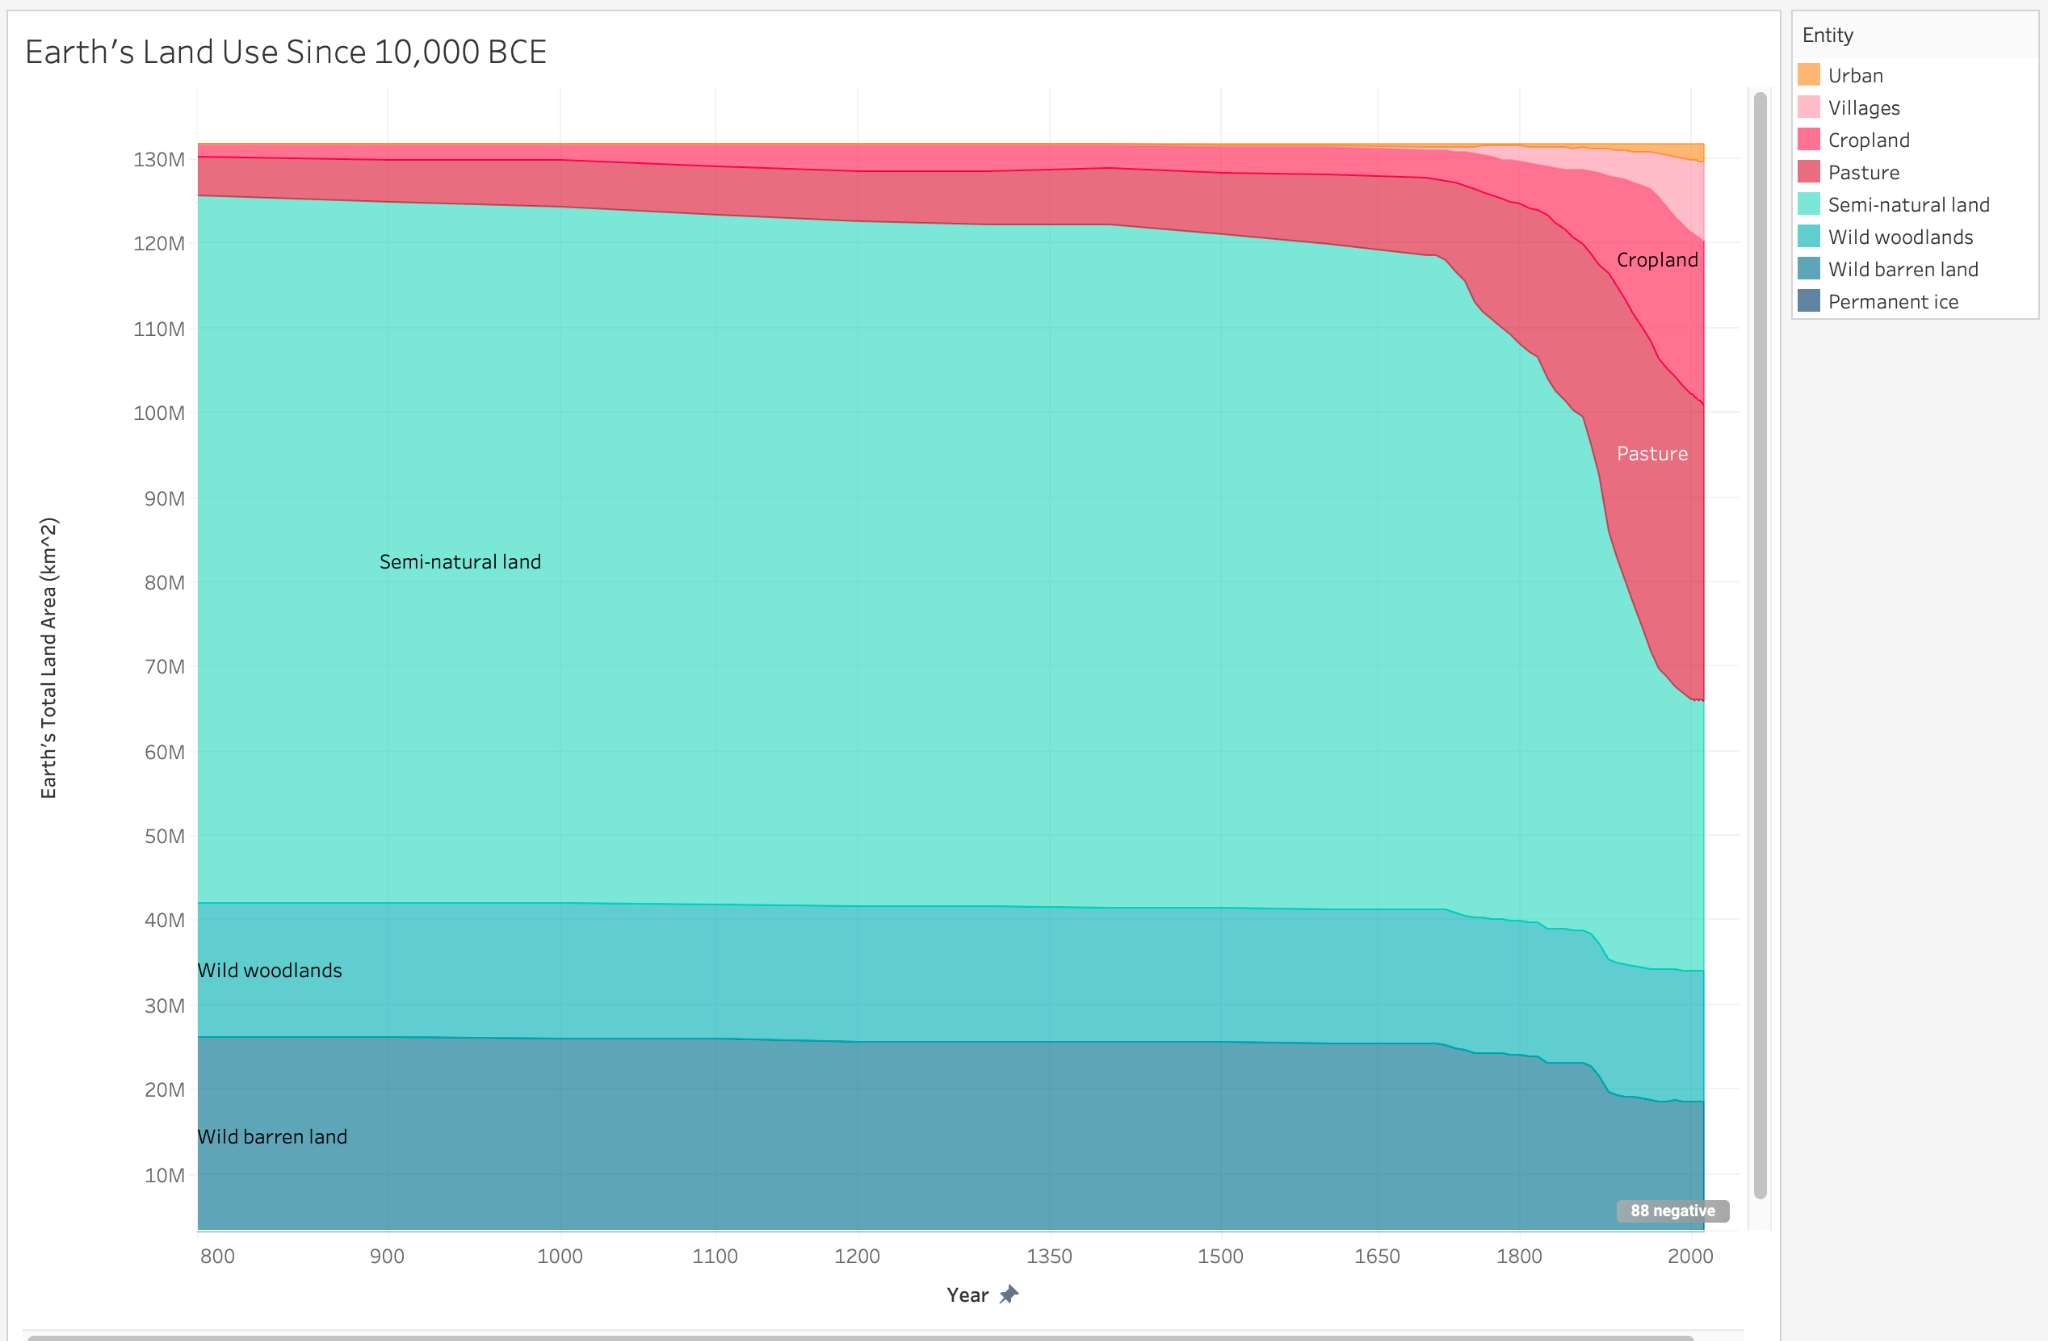 Earth's Land Use Since 10,000 BCE
Entity
Urban
Villages
Cropland
Pasture
Semi-natural land
Wild woodlands
Wild barren land
Permanent ice
Earth's Total Land Area (km^2)
130M
120M
110M
100M
90M
80M
70M
60M
50M
40M
30M
20M
10M
Cropland
Pasture
Semi-natural land
Wild woodlands
Wild barren land
88 negative
800 900 1000 1100 1200 1350 1500 1650 1800 2000
Year